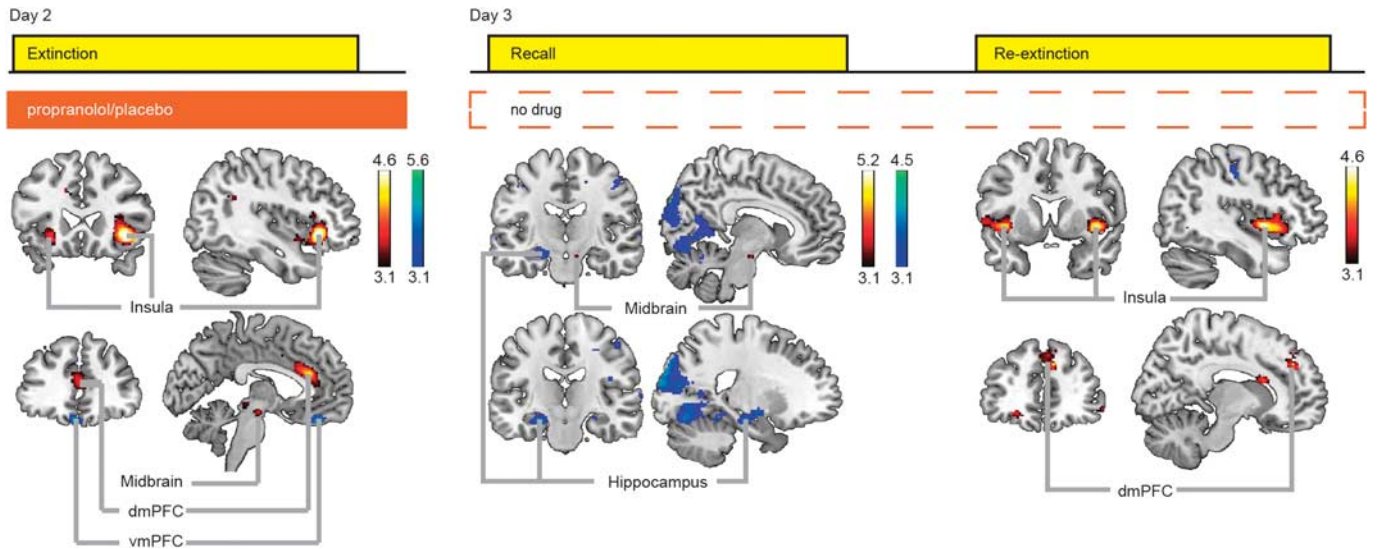 Day 2
Day 3
Extinction
Recall
Re-extinction
propranolol/placebo
no drug
4.6 5.6
5.2 4.5
4.6
3.1 3.1
3.1 3.1
3.1
Insula
Midbrain
Insula
Midbrain
Hippocampus
dmPFC
dmPFC
vmPFC